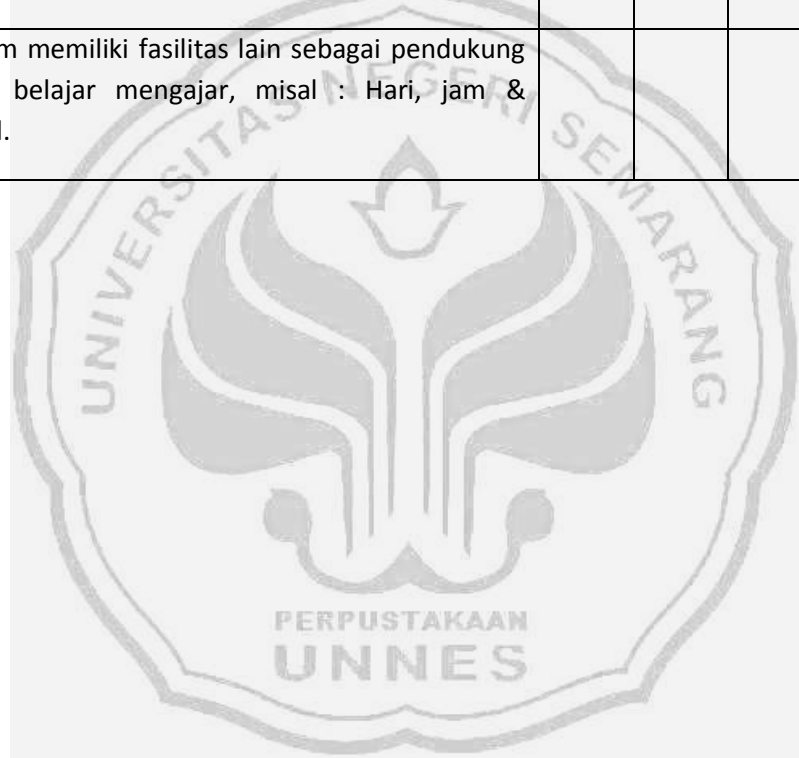 m memiliki fasilitas lain sebagai pendukung
belajar mengajar, misal : Hari, jam &
l.
UNIVERSITAS NEGERI SEMARANG
PERPUSTAKAAN
UNNES